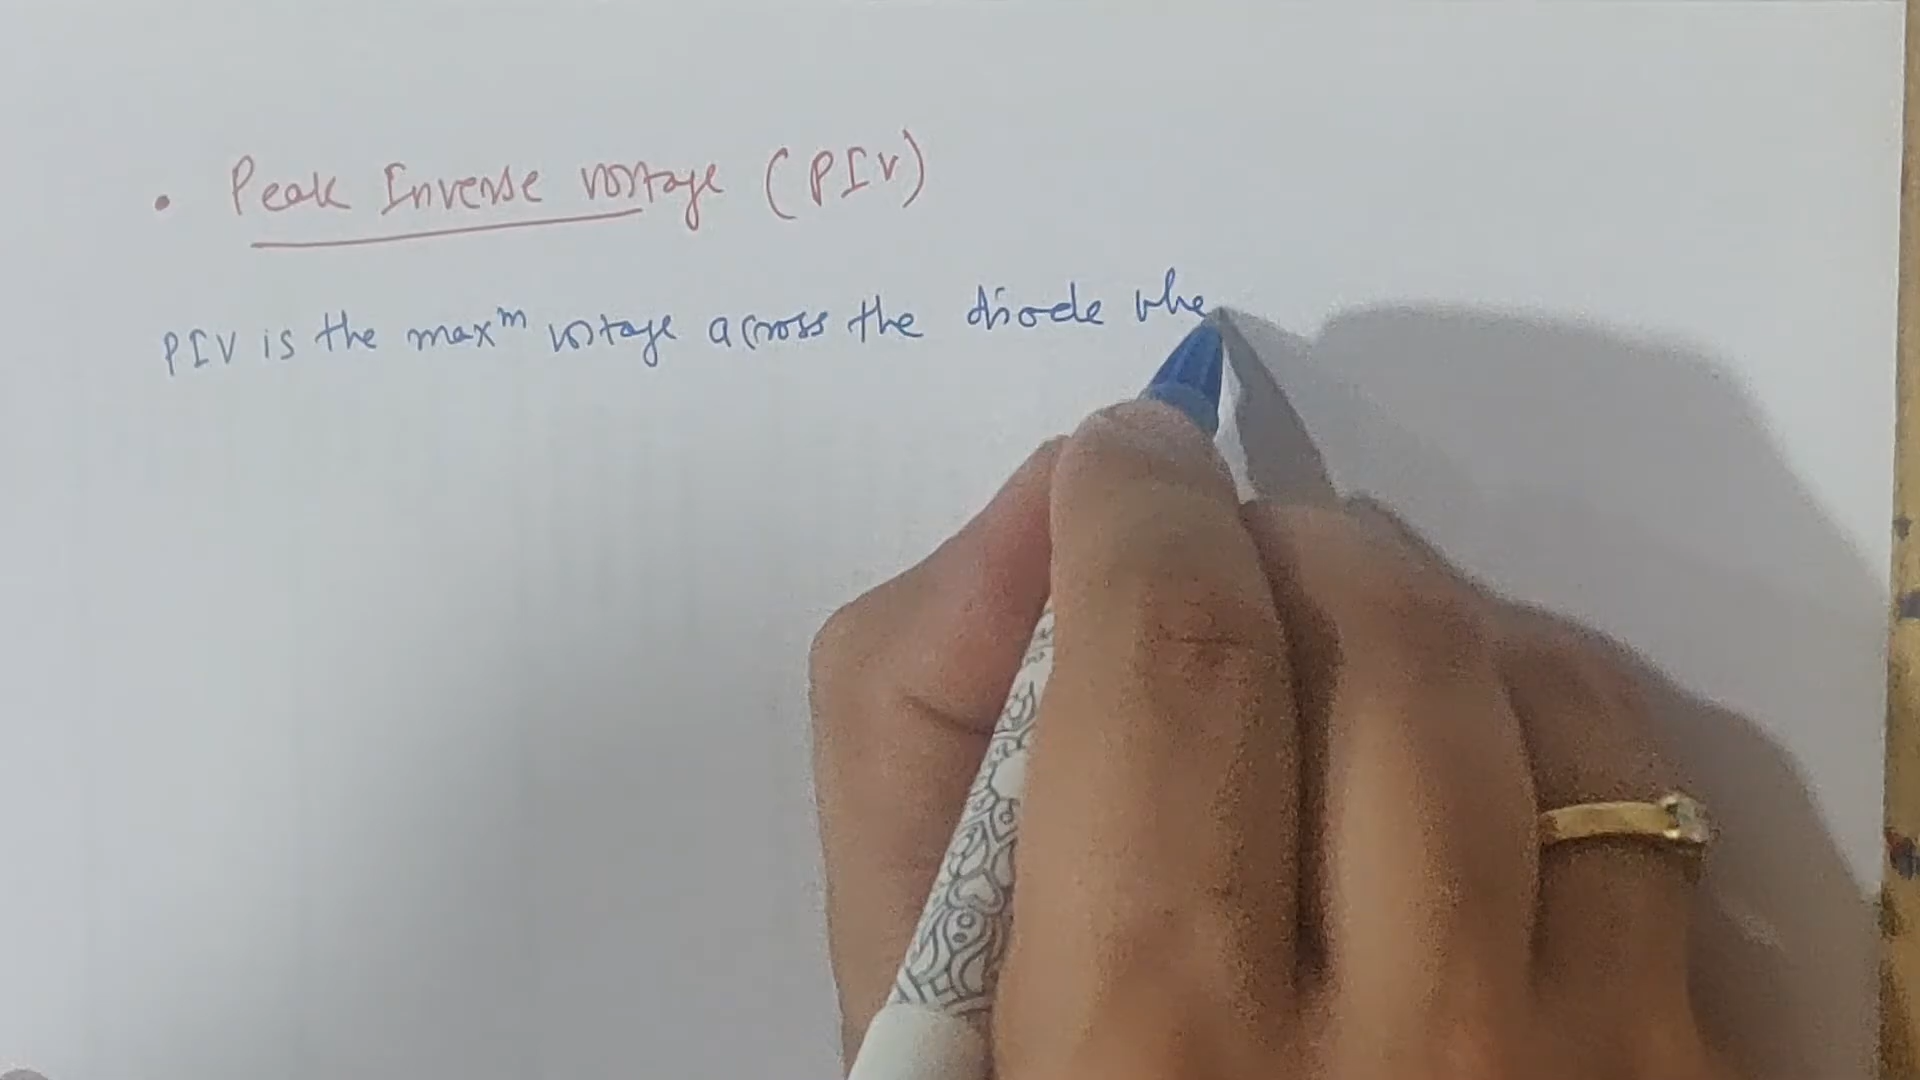 • Peak Inverse voltage (PIV)
PIV is the maxᵐ voltage across the diode whe